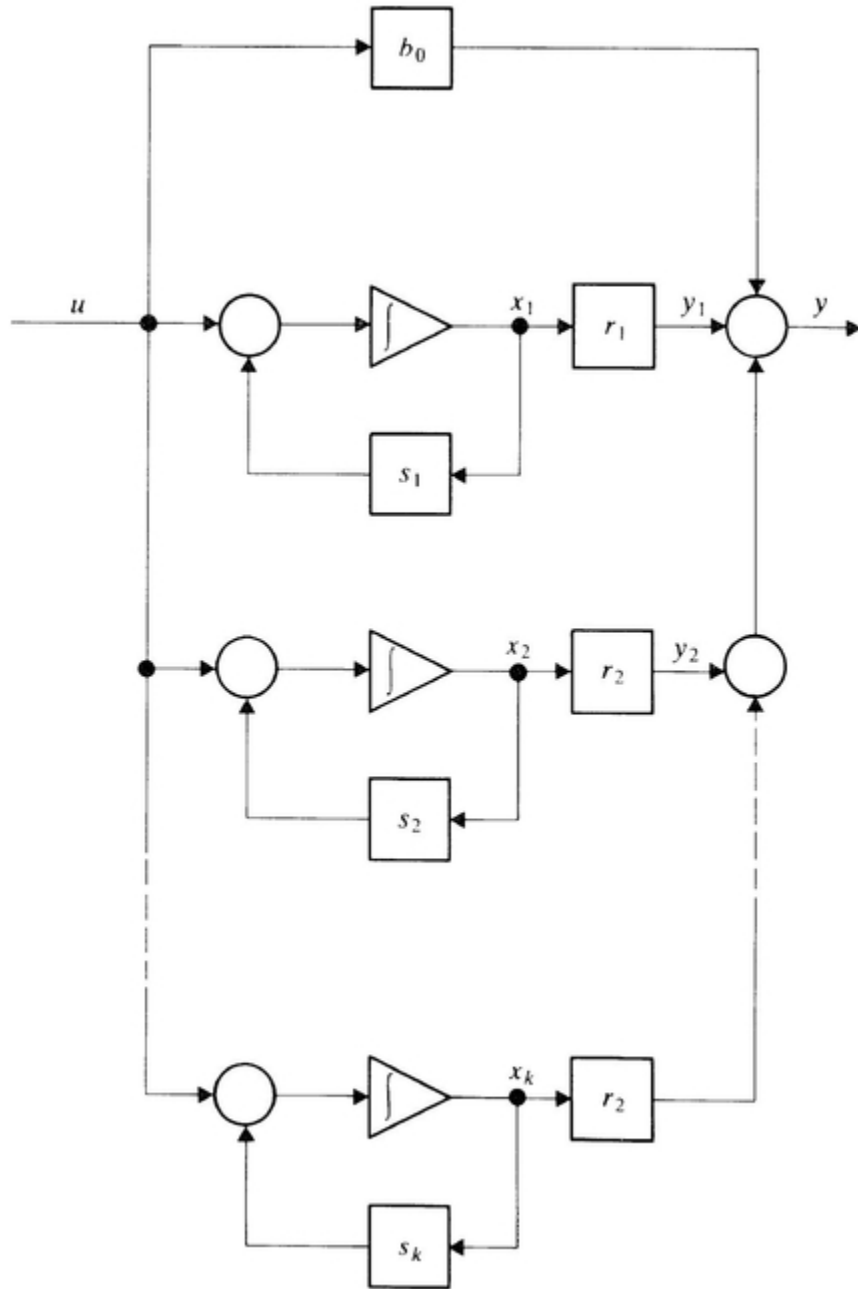 b₀
u
∫
x₁
r₁
y₁
y
s₁
∫
x₂
r₂
y₂
s₂
∫
xₖ
r₂
sₖ